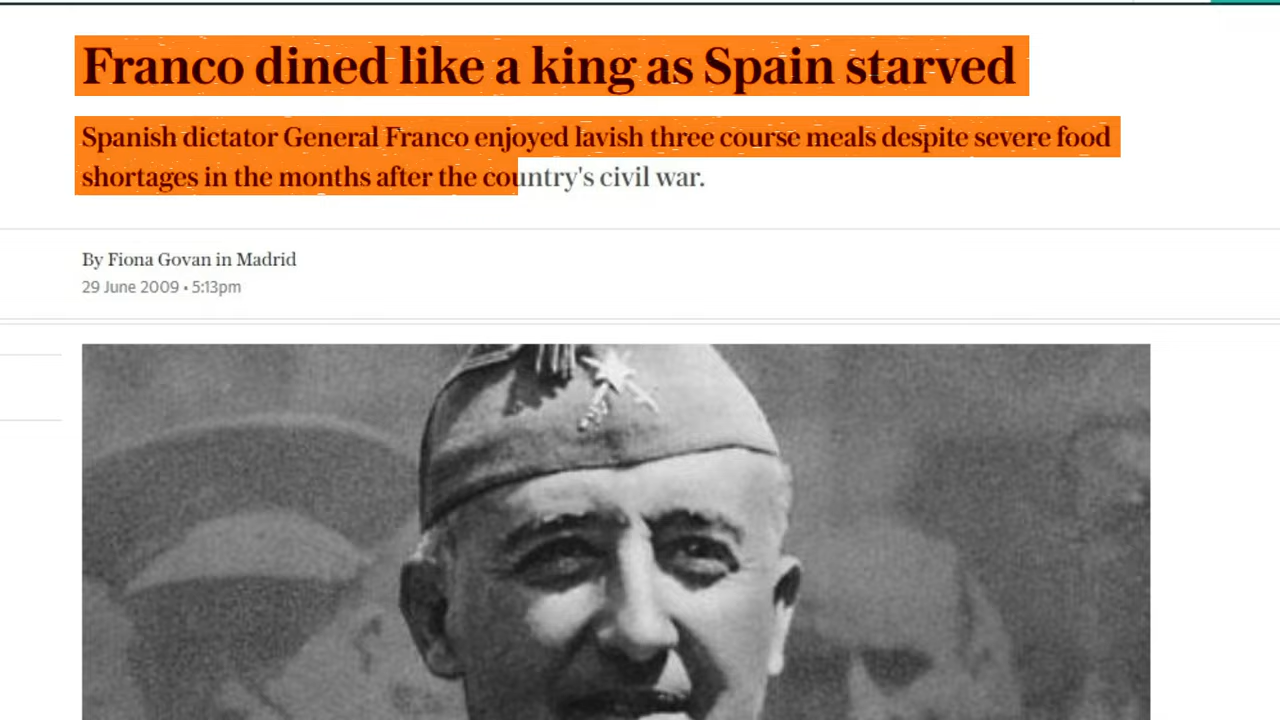 Franco dined like a king as Spain starved
Spanish dictator General Franco enjoyed lavish three course meals despite severe food
shortages in the months after the country's civil war.
By Fiona Govan in Madrid
29 June 2009 • 5:13pm